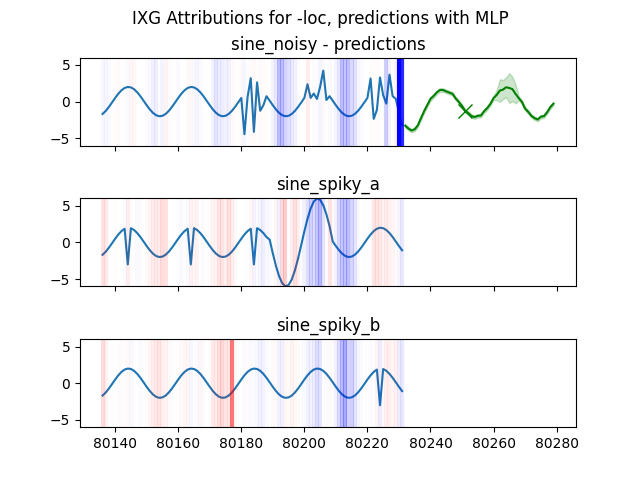 IXG Attributions for -loc, predictions with MLP
sine_noisy - predictions
5
0
−5
sine_spiky_a
5
0
−5
sine_spiky_b
5
0
−5
80140 80160 80180 80200 80220 80240 80260 80280